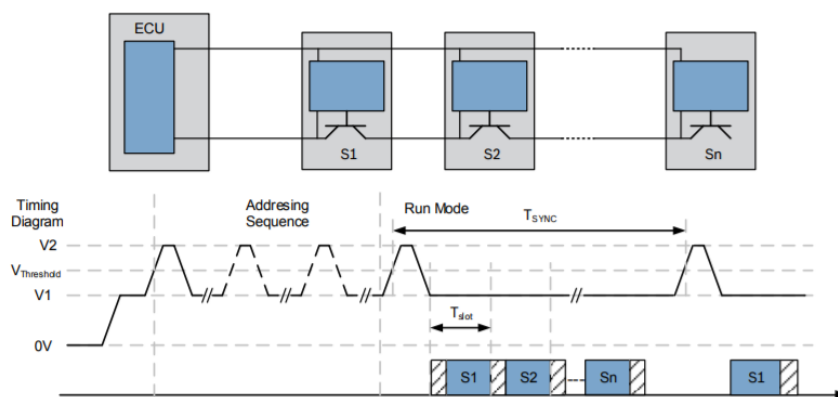 ECU
S1
S2
Sn
Timing
Diagram
Addresing
Sequence
Run Mode
TSYNC
V2
VThreshold
V1
Tslot
0V
S1
S2
Sn
S1